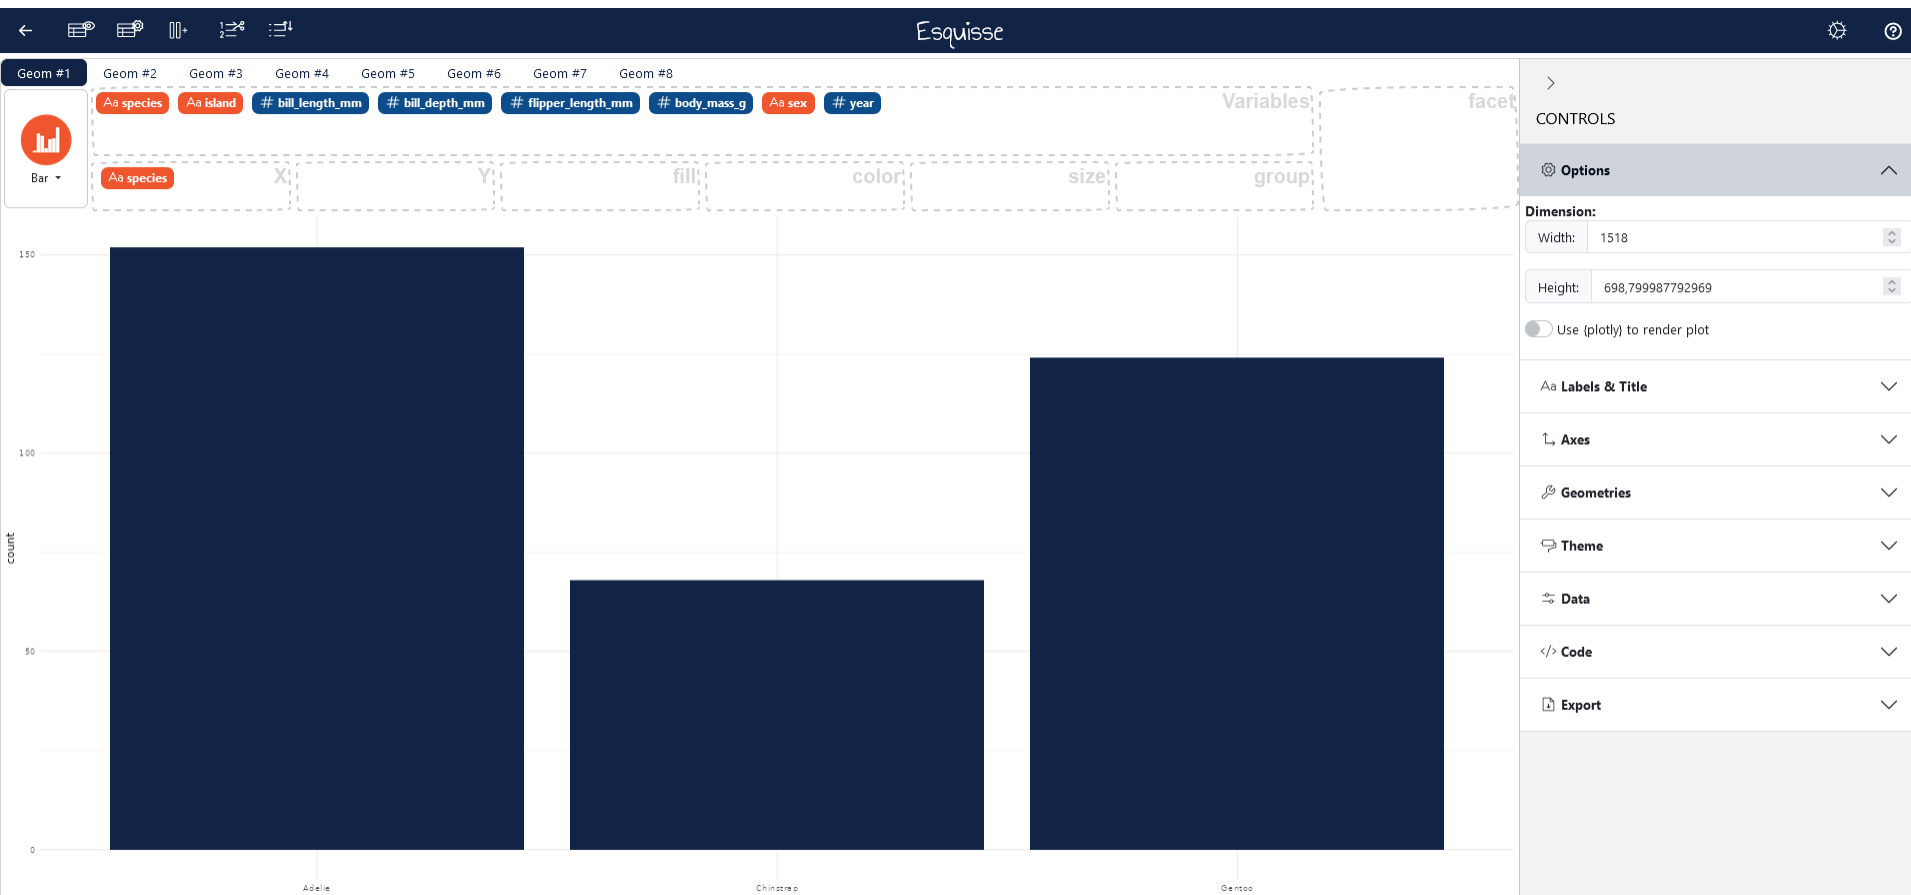 Esquisse
Geom #1 Geom #2 Geom #3 Geom #4 Geom #5 Geom #6 Geom #7 Geom #8
Aa species Aa island # bill_length_mm # bill_depth_mm # flipper_length_mm # body_mass_g Aa sex # year Variables facet
Bar
Aa species X Y fill color size group
150
100
50
0
count
Adelie Chinstrap Gentoo
CONTROLS
Options
Dimension:
Width: 1518
Height: 698,799987792969
Use {plotly} to render plot
Aa Labels & Title
Axes
Geometries
Theme
Data
</> Code
Export